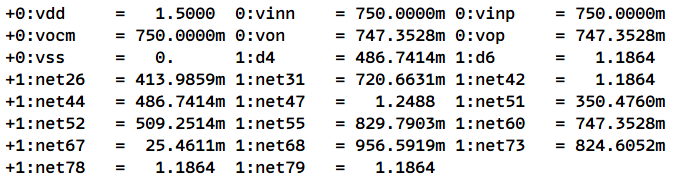 +0:vdd = 1.5000 0:vinn = 750.0000m 0:vinp = 750.0000m
+0:vocm = 750.0000m 0:von = 747.3528m 0:vop = 747.3528m
+0:vss = 0. 1:d4 = 486.7414m 1:d6 = 1.1864
+1:net26 = 413.9859m 1:net31 = 720.6631m 1:net42 = 1.1864
+1:net44 = 486.7414m 1:net47 = 1.2488 1:net51 = 350.4760m
+1:net52 = 509.2514m 1:net55 = 829.7903m 1:net60 = 747.3528m
+1:net67 = 25.4611m 1:net68 = 956.5919m 1:net73 = 824.6052m
+1:net78 = 1.1864 1:net79 = 1.1864